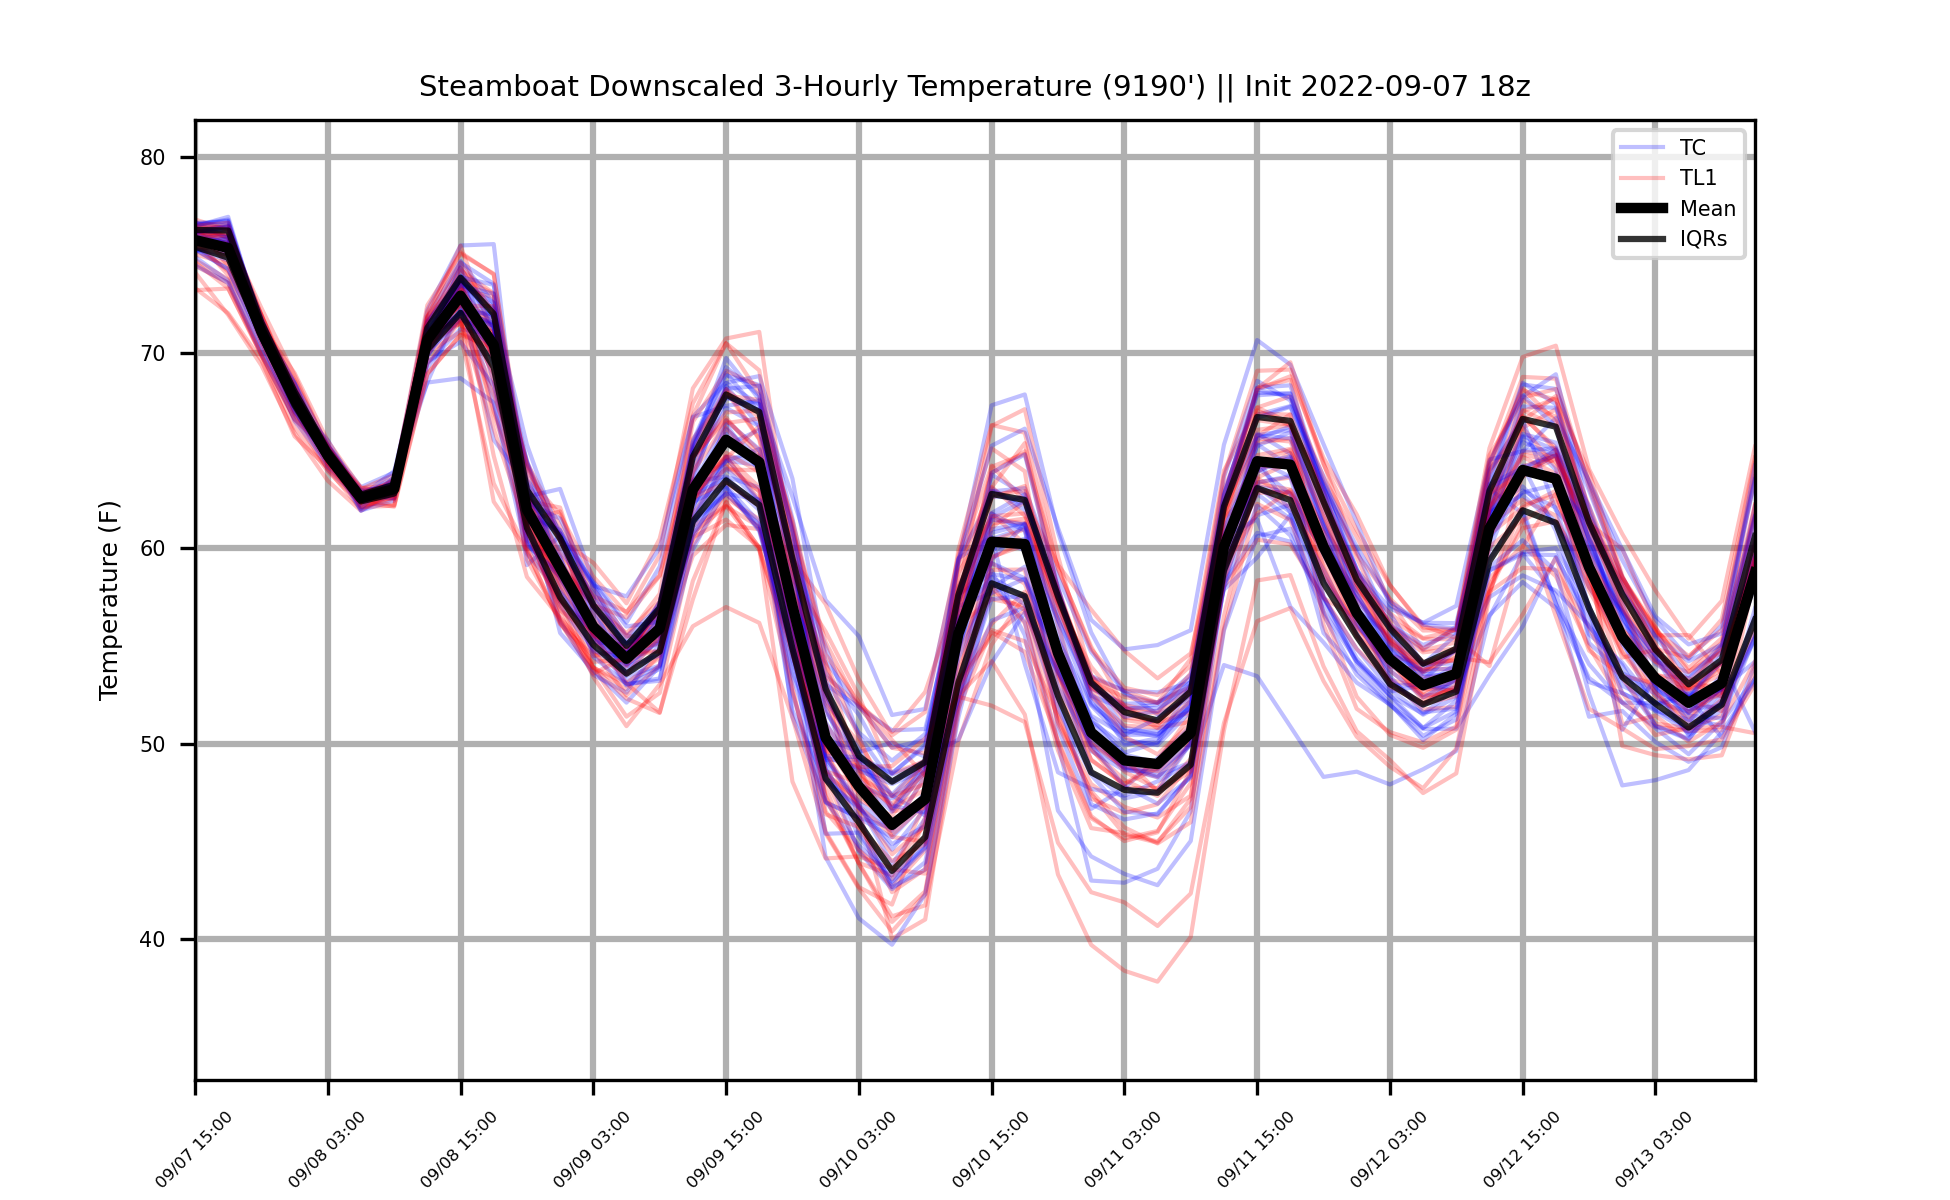 Steamboat Downscaled 3-Hourly Temperature (9190') || Init 2022-09-07 18z
TC
TL1
Mean
IQRs
Temperature (F)
80
70
60
50
40
09/07 15:00
09/08 03:00
09/08 15:00
09/09 03:00
09/09 15:00
09/10 03:00
09/10 15:00
09/11 03:00
09/11 15:00
09/12 03:00
09/12 15:00
09/13 03:00